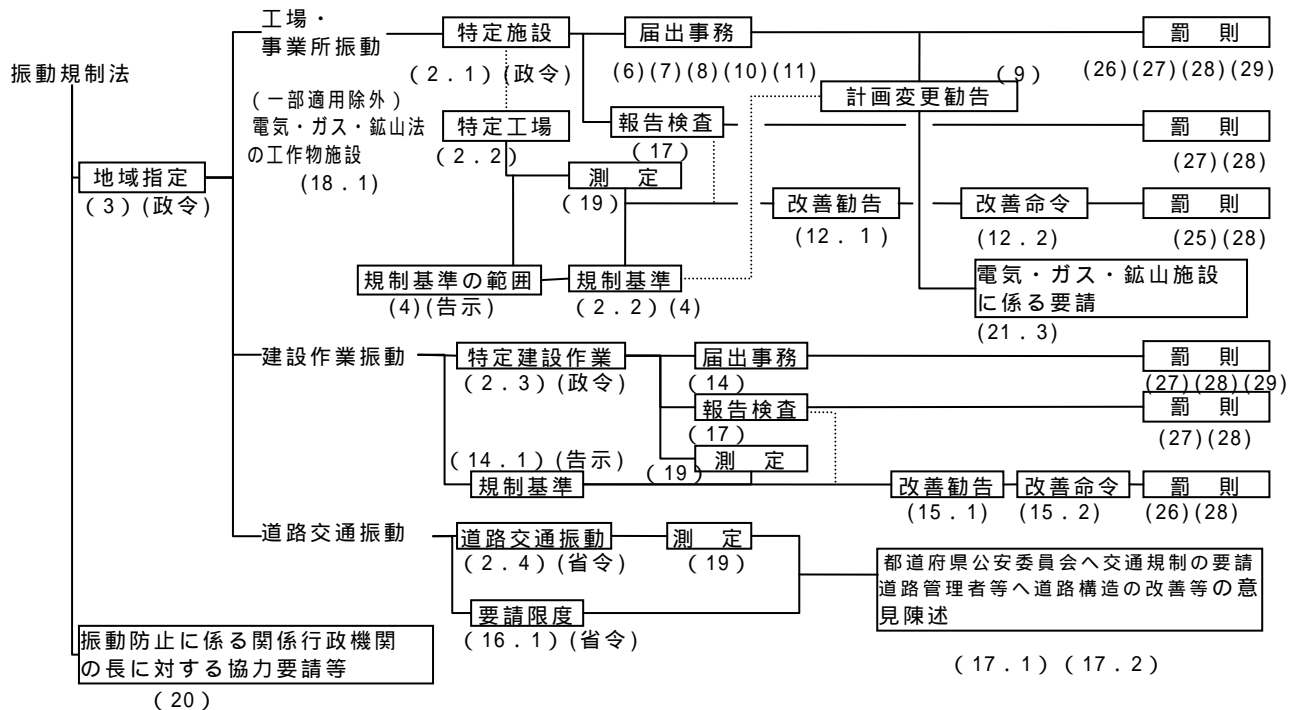 工場・
事業所振動
特定施設
届出事務
罰　則
振動規制法
(２.１)(政令)
(6)(7)(8)(10)(11)
(９)
(26)(27)(28)(29)
計画変更勧告
(一部適用除外)
電気・ガス・鉱山法
の工作物施設
(18.1)
特定工場
(２.２)
報告検査
(17)
罰　則
(27)(28)
地域指定
(３)(政令)
測　定
(19)
改善勧告
(12.1)
改善命令
(12.2)
罰　則
(25)(28)
規制基準の範囲
(4)(告示)
規制基準
(２.２)(4)
電気・ガス・鉱山施設
に係る要請
(21.3)
建設作業振動
特定建設作業
(２.３)(政令)
届出事務
(14)
罰　則
(27)(28)(29)
報告検査
(17)
罰　則
(27)(28)
(14.1)(告示)
測　定
(19)
規制基準
改善勧告
(15.1)
改善命令
(15.2)
罰　則
(26)(28)
道路交通振動
道路交通振動
(２.４)(省令)
測　定
(19)
都道府県公安委員会へ交通規制の要請
道路管理者等へ道路構造の改善等の意
見陳述
(17.1)(17.2)
要請限度
(16.1)(省令)
振動防止に係る関係行政機関
の長に対する協力要請等
(20)